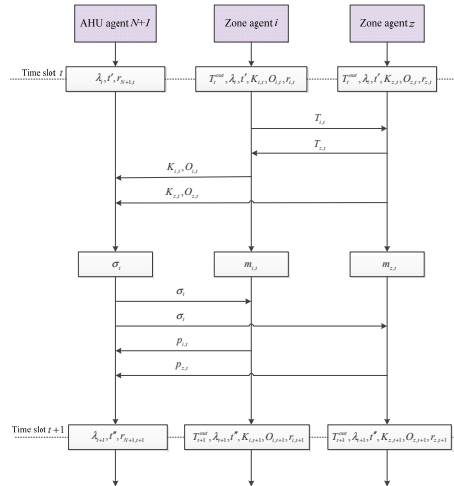 AHU agent N+1 Zone agent i Zone agent z
Time slot t
λ_t, t′, r_{N+1,t} T_t^{out}, λ_t, t′, K_{i,t}, O_{i,t}, r_{i,t} T_t^{out}, λ_t, t′, K_{z,t}, O_{z,t}, r_{z,t}
T_{i,t}
T_{z,t}
K_{i,t}, O_{i,t}
K_{z,t}, O_{z,t}
σ_t m_{i,t} m_{z,t}
σ_t
σ_t
p_{i,t}
p_{z,t}
Time slot t+1
λ_{t+1}, t″, r_{N+1,t+1} T_{t+1}^{out}, λ_{t+1}, t″, K_{i,t+1}, O_{i,t+1}, r_{i,t+1} T_{t+1}^{out}, λ_{t+1}, t″, K_{z,t+1}, O_{z,t+1}, r_{z,t+1}